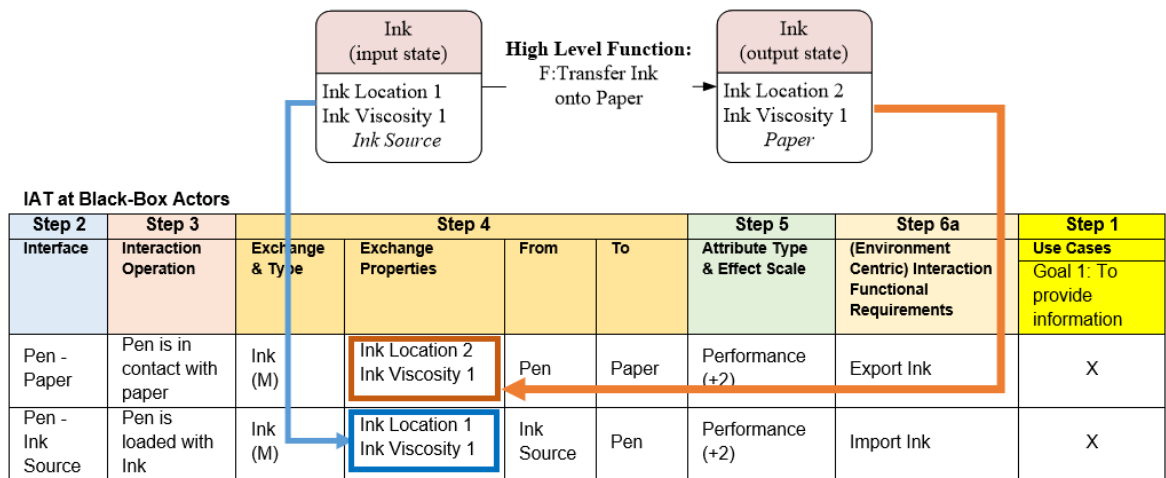 Ink
(input state)
Ink Location 1
Ink Viscosity 1
Ink Source
High Level Function:
F:Transfer Ink
onto Paper
Ink
(output state)
Ink Location 2
Ink Viscosity 1
Paper
IAT at Black-Box Actors
Step 2
Step 3
Step 4
Step 5
Step 6a
Step 1
Interface
Interaction
Operation
Exchange
& Type
Exchange
Properties
From
To
Attribute Type
& Effect Scale
(Environment
Centric) Interaction
Functional
Requirements
Use Cases
Goal 1: To
provide
information
Pen -
Paper
Pen is in
contact with
paper
Ink
(M)
Ink Location 2
Ink Viscosity 1
Pen
Paper
Performance
(+2)
Export Ink
X
Pen -
Ink
Source
Pen is
loaded with
Ink
Ink
(M)
Ink Location 1
Ink Viscosity 1
Ink
Source
Pen
Performance
(+2)
Import Ink
X